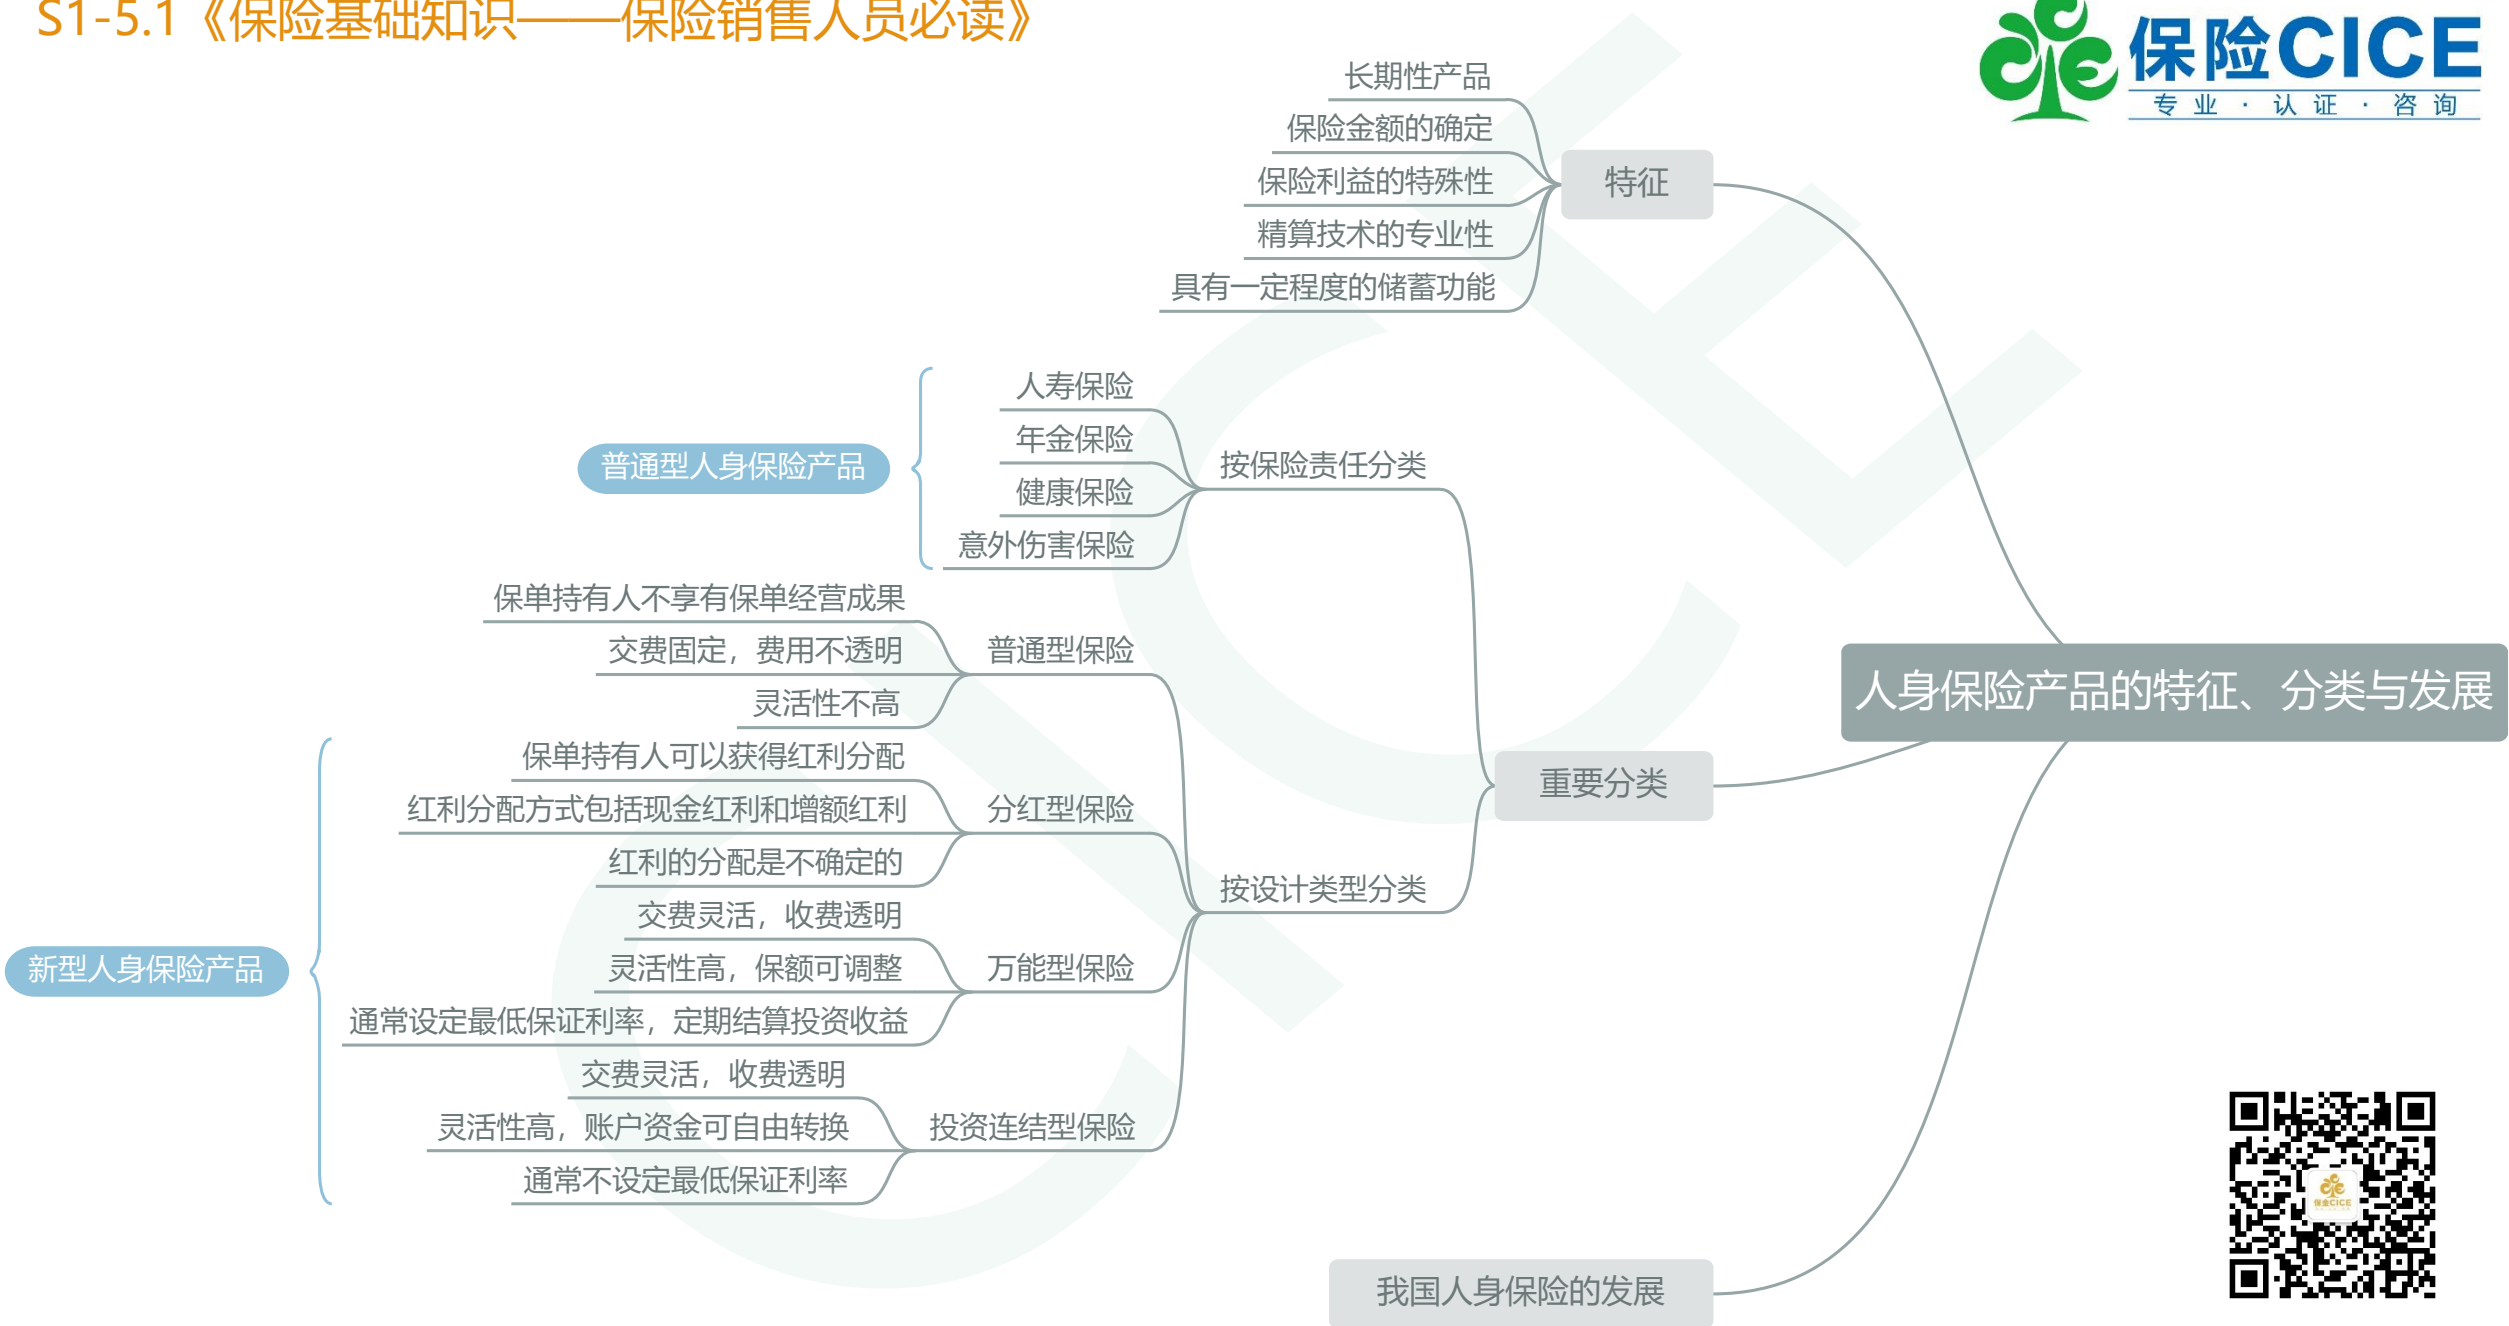 S1-5.1《保险基础知识——保险销售人员必读》
保险CICE
专业·认证·咨询
长期性产品
保险金额的确定
保险利益的特殊性
精算技术的专业性
具有一定程度的储蓄功能
特征
人寿保险
年金保险
健康保险
意外伤害保险
普通型人身保险产品
按保险责任分类
保单持有人不享有保单经营成果
交费固定，费用不透明
灵活性不高
普通型保险
保单持有人可以获得红利分配
红利分配方式包括现金红利和增额红利
红利的分配是不确定的
分红型保险
交费灵活，收费透明
灵活性高，保额可调整
通常设定最低保证利率，定期结算投资收益
万能型保险
交费灵活，收费透明
灵活性高，账户资金可自由转换
通常不设定最低保证利率
投资连结型保险
新型人身保险产品
按设计类型分类
重要分类
人身保险产品的特征、分类与发展
我国人身保险的发展
保金CICE
CICE